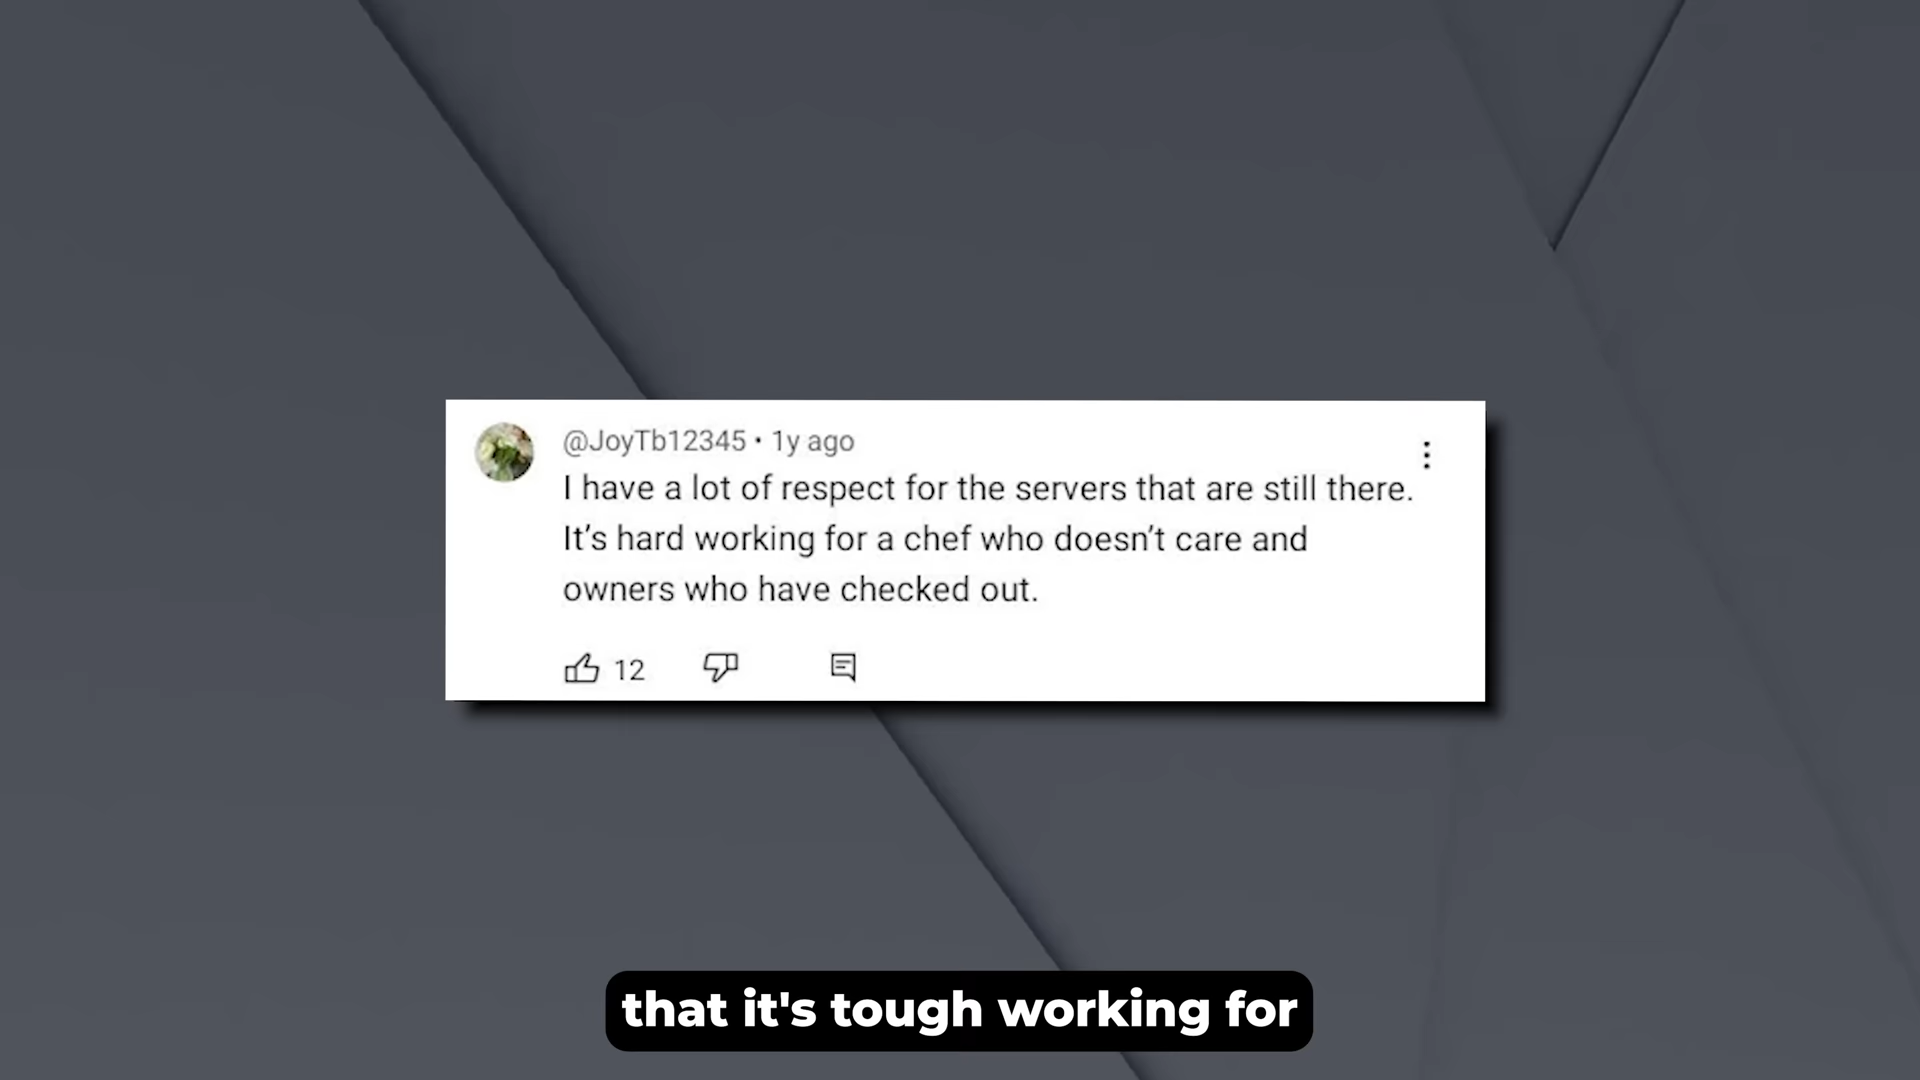 @JoyTb12345 • 1y ago
I have a lot of respect for the servers that are still there.
It’s hard working for a chef who doesn’t care and
owners who have checked out.
12
that it's tough working for